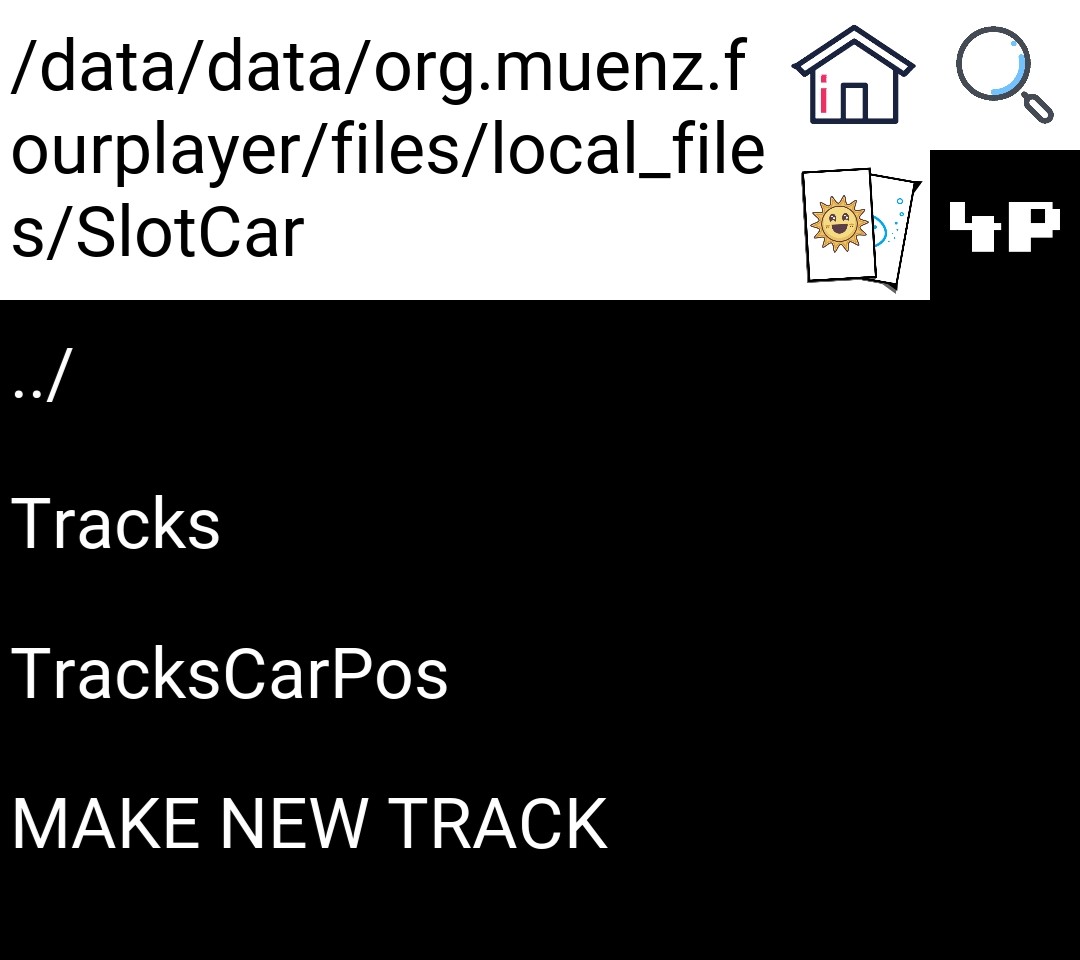 /data/data/org.muenz.f
ourplayer/files/local_file
s/SlotCar
i
4P
../
Tracks
TracksCarPos
MAKE NEW TRACK